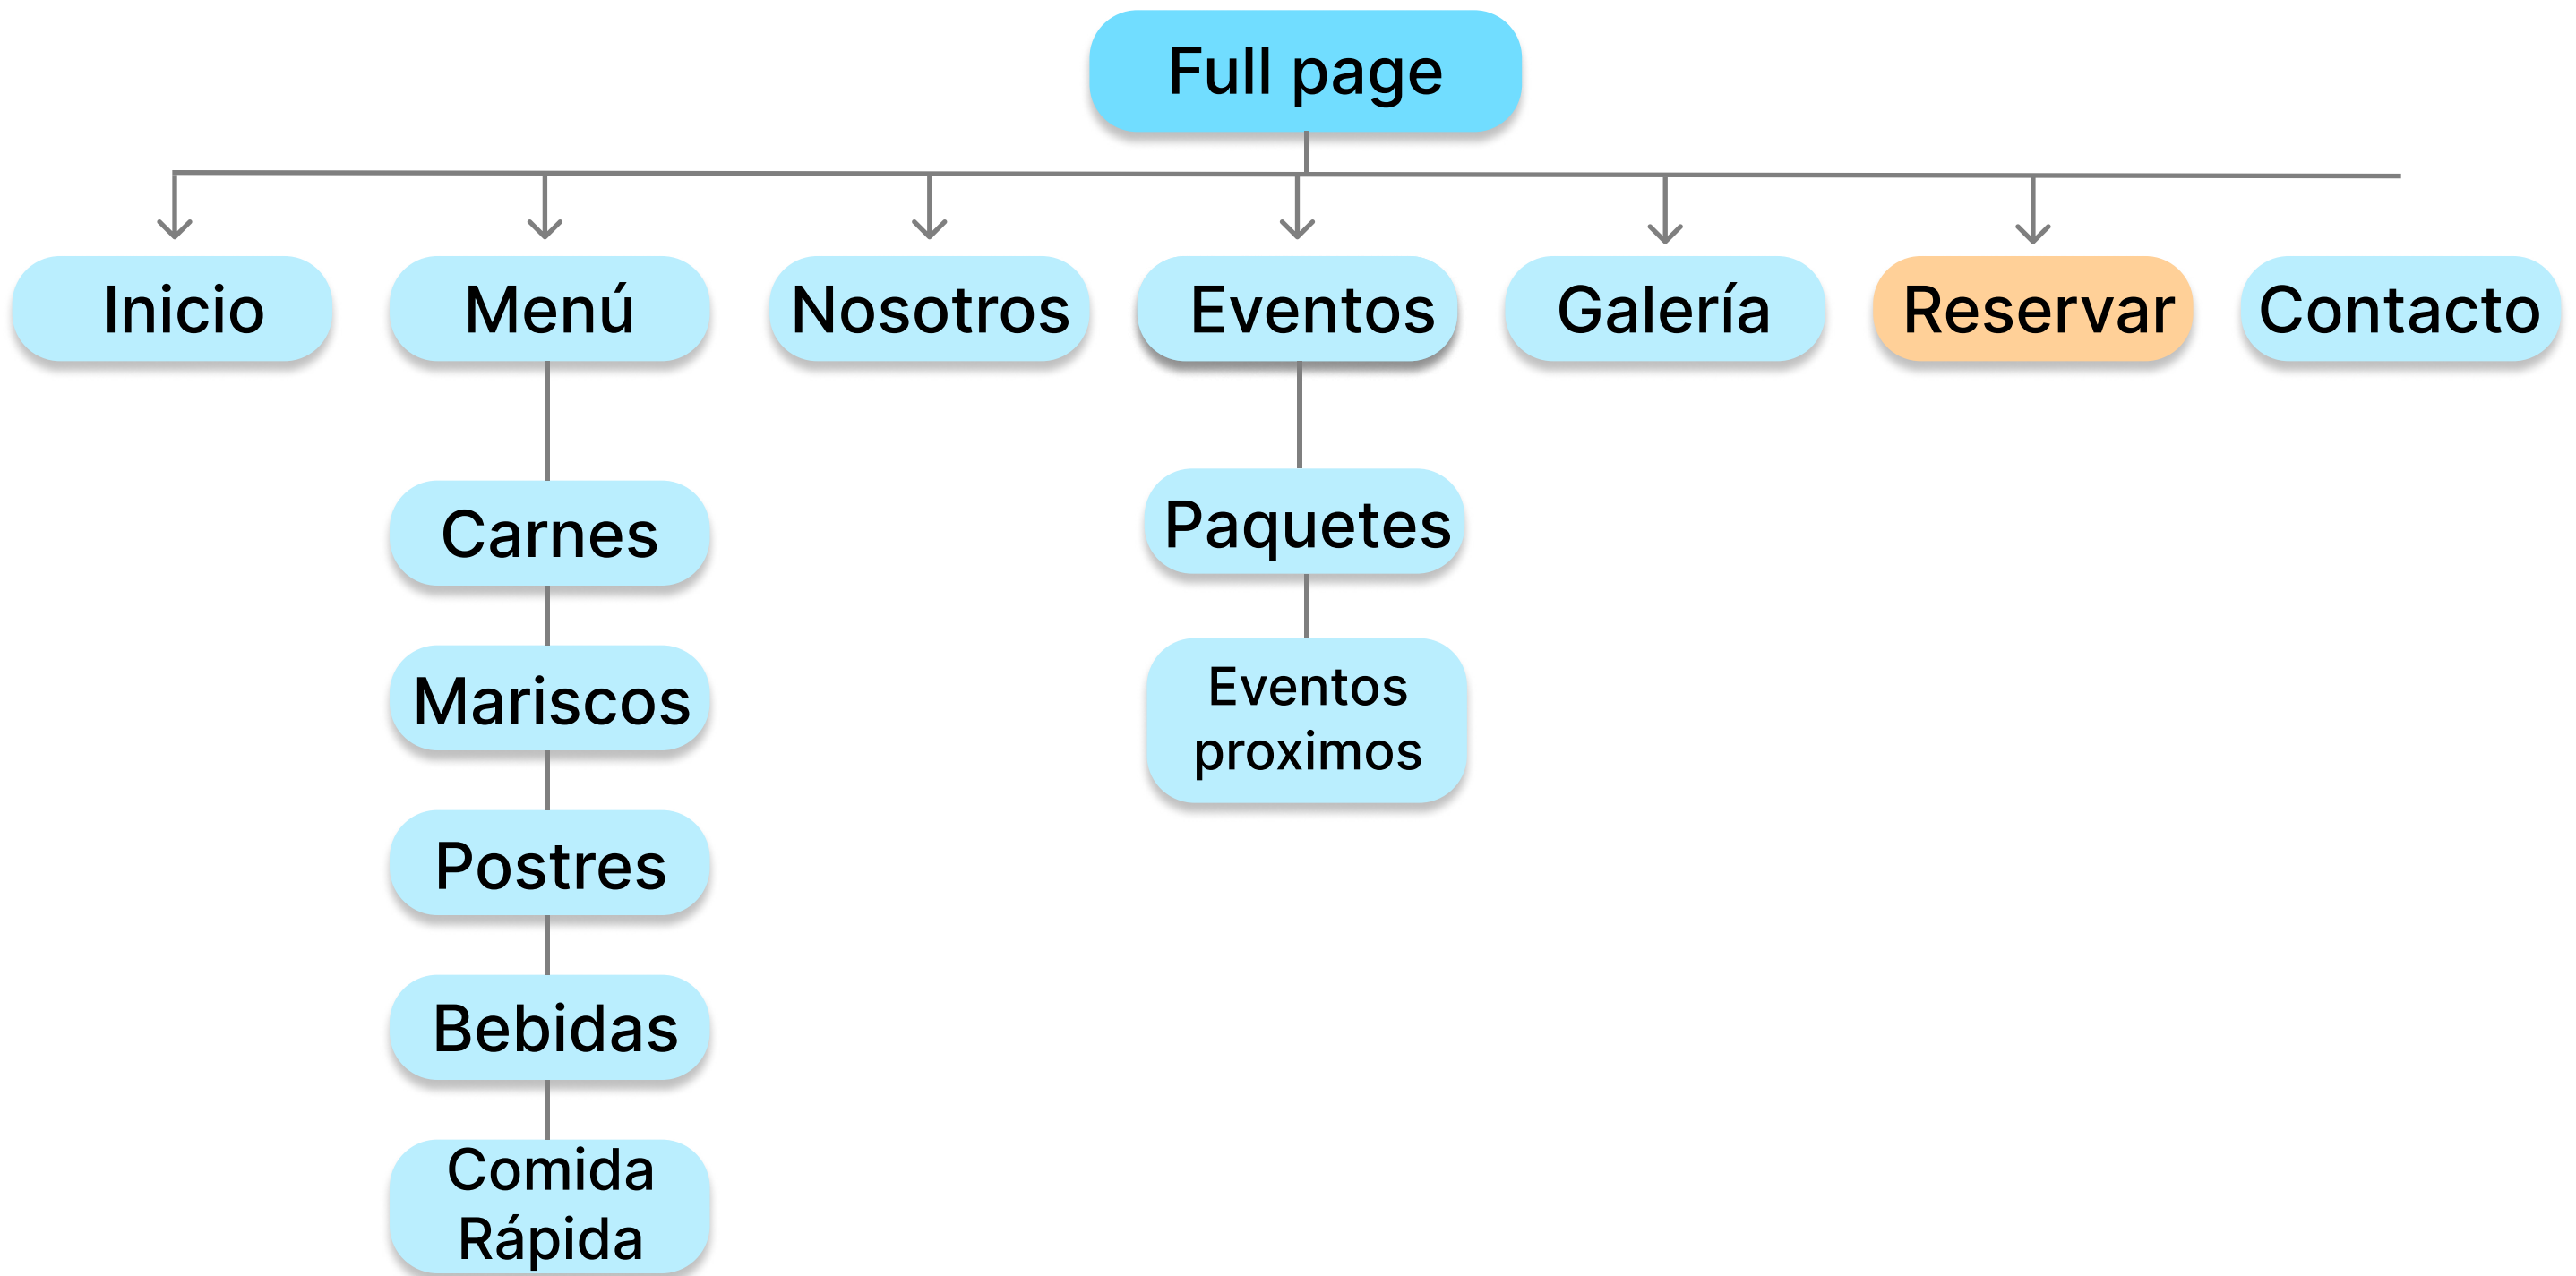 Full page
Inicio
Menú
Nosotros
Eventos
Galería
Reservar
Contacto
Carnes
Mariscos
Postres
Bebidas
Comida
Rápida
Paquetes
Eventos
proximos